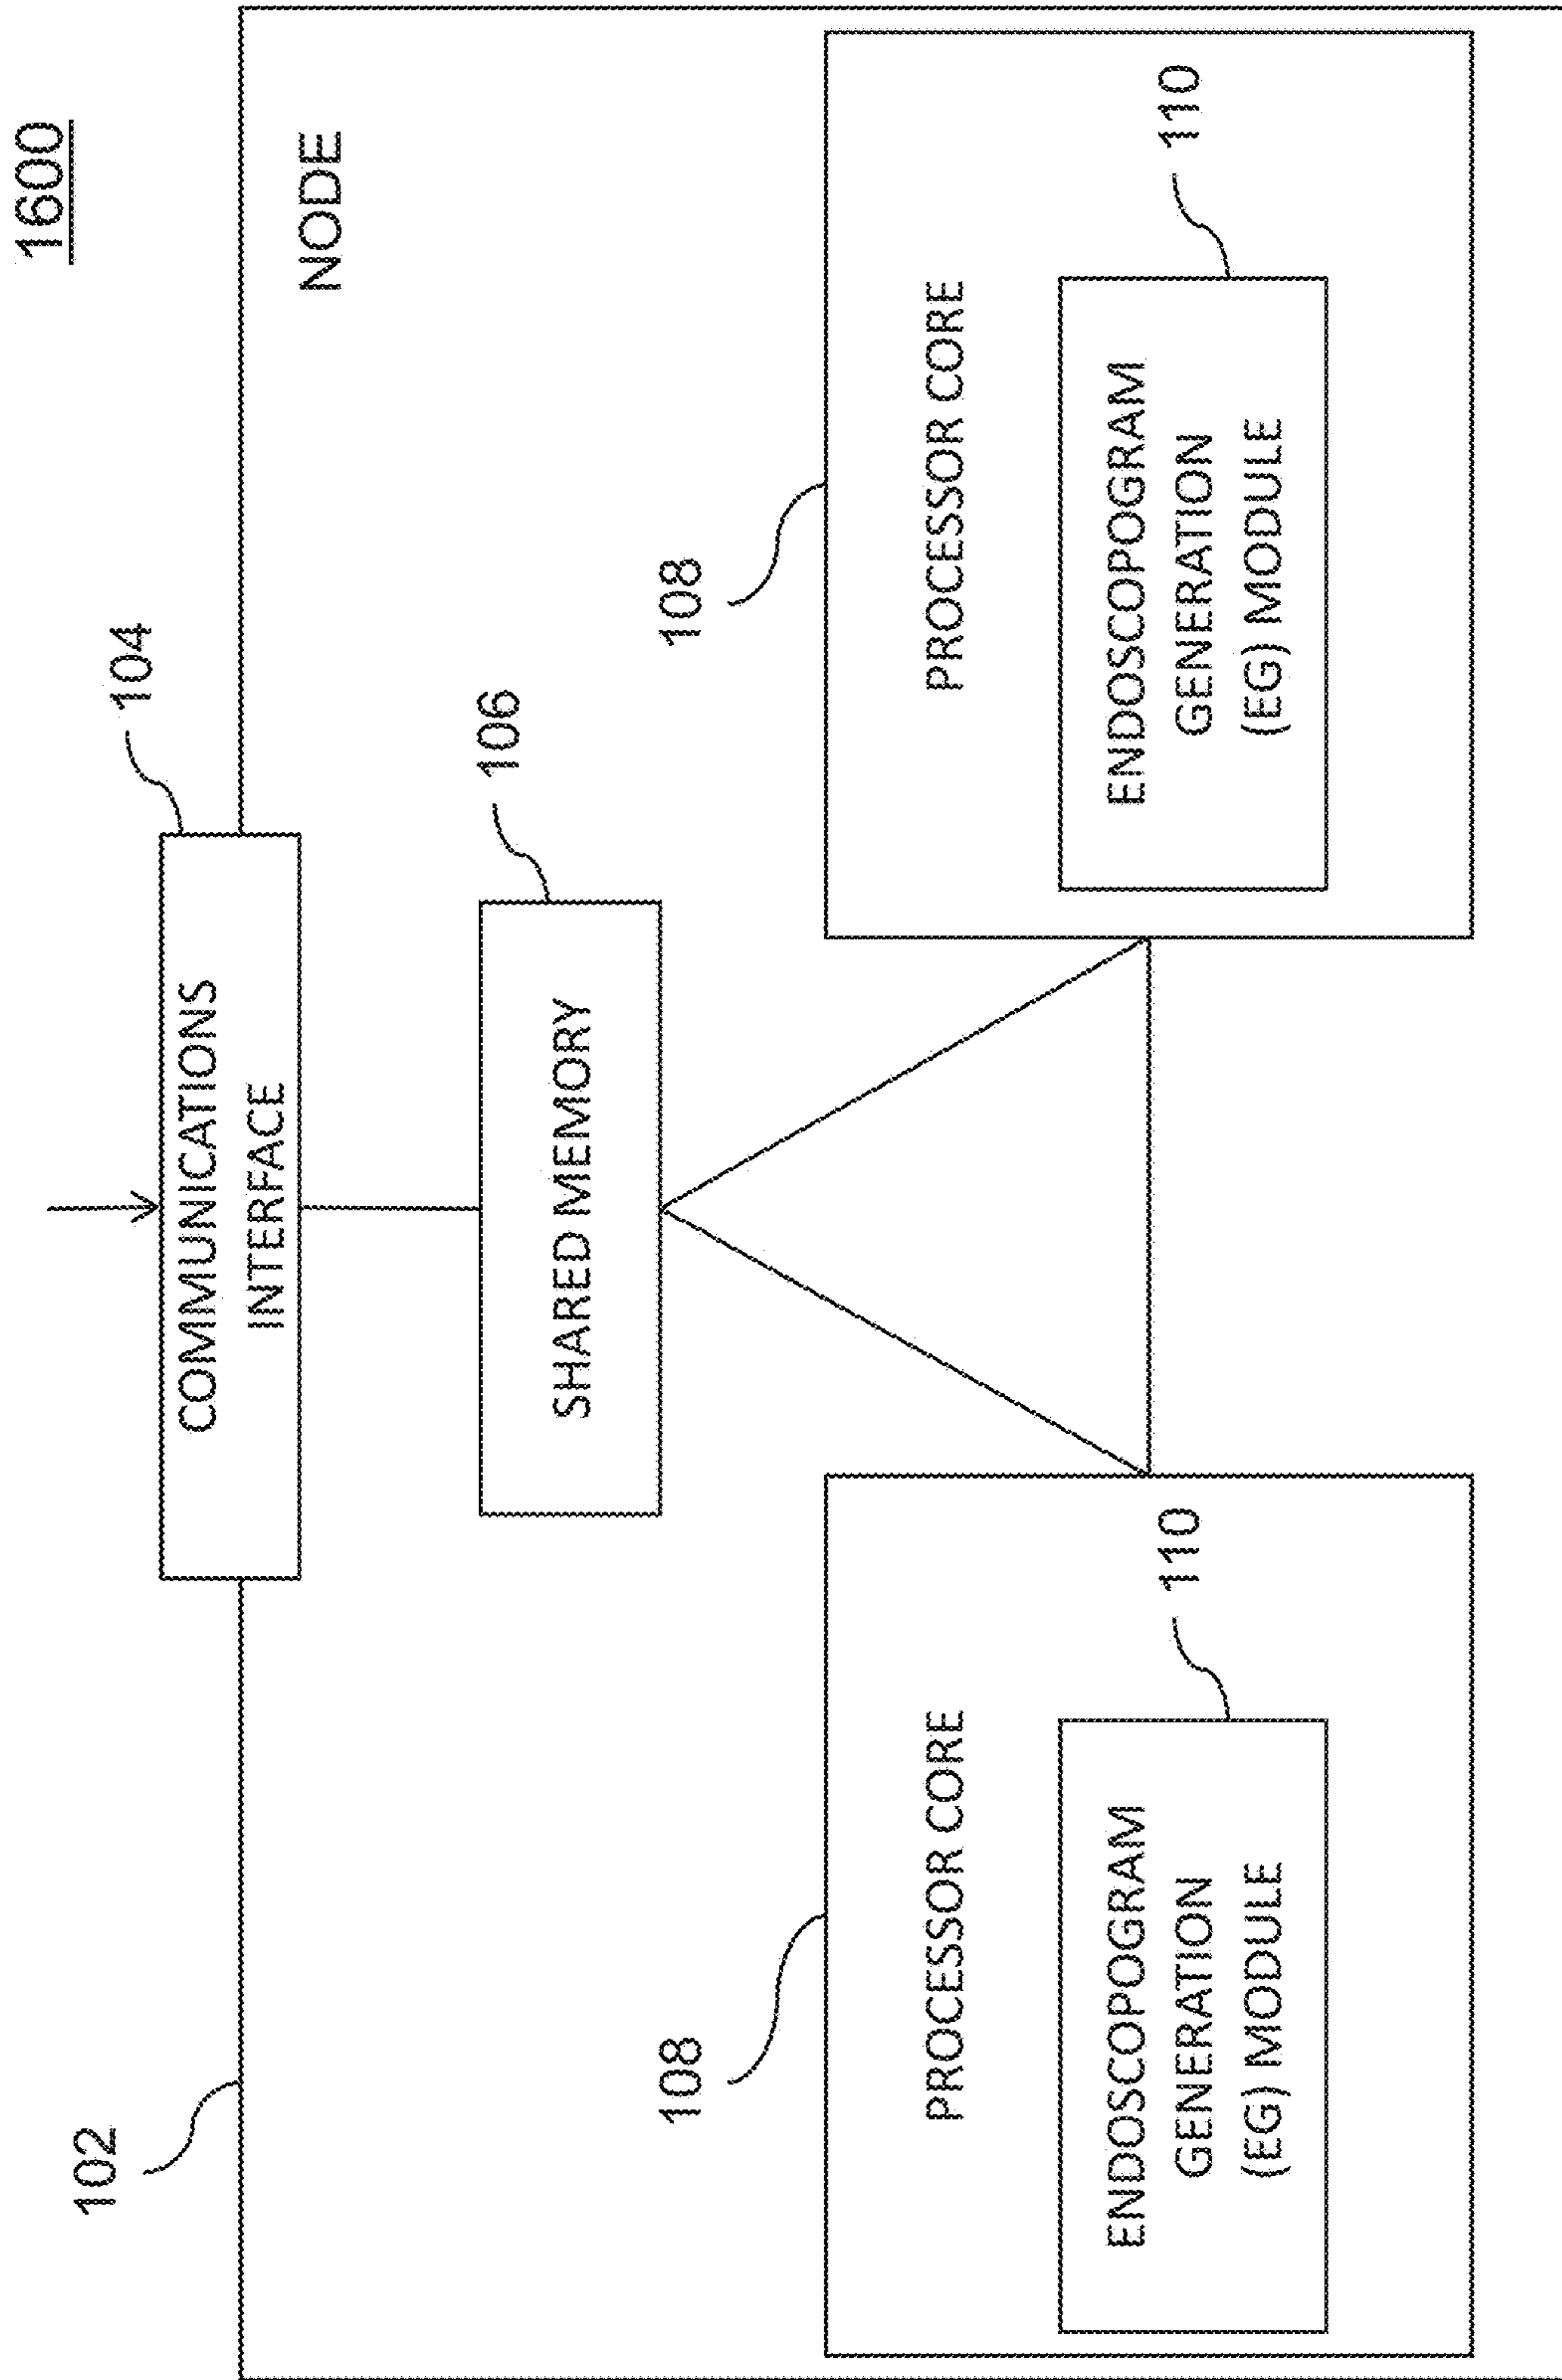 1600
102
104
COMMUNICATIONS
INTERFACE
NODE
106
SHARED MEMORY
108
PROCESSOR CORE
110
ENDOSCOPOGRAM
GENERATION
(EG) MODULE
108
PROCESSOR CORE
110
ENDOSCOPOGRAM
GENERATION
(EG) MODULE